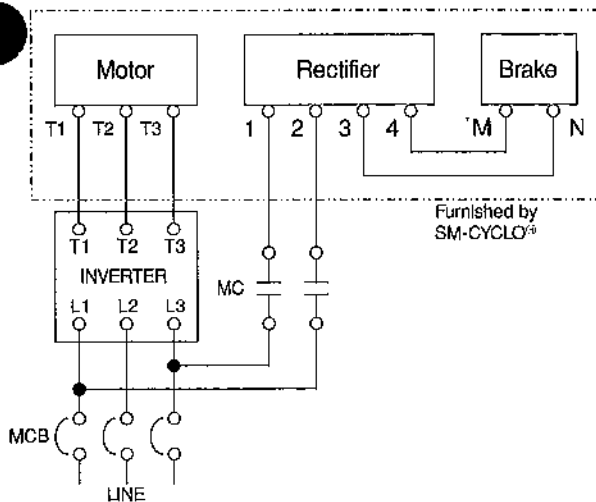 Motor Rectifier Brake
T1 T2 T3 1 2 3 4 M N
Furnished by
SM-CYCLO®
T1 T2 T3
INVERTER
MC
L1 L2 L3
MCB
LINE